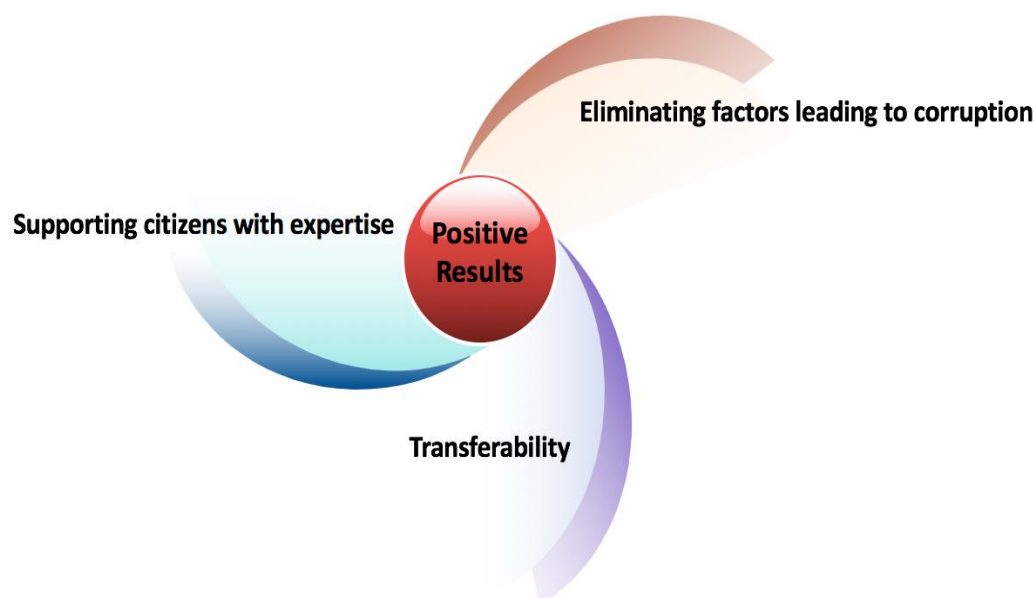 Eliminating factors leading to corruption
Supporting citizens with expertise
Positive
Results
Transferability